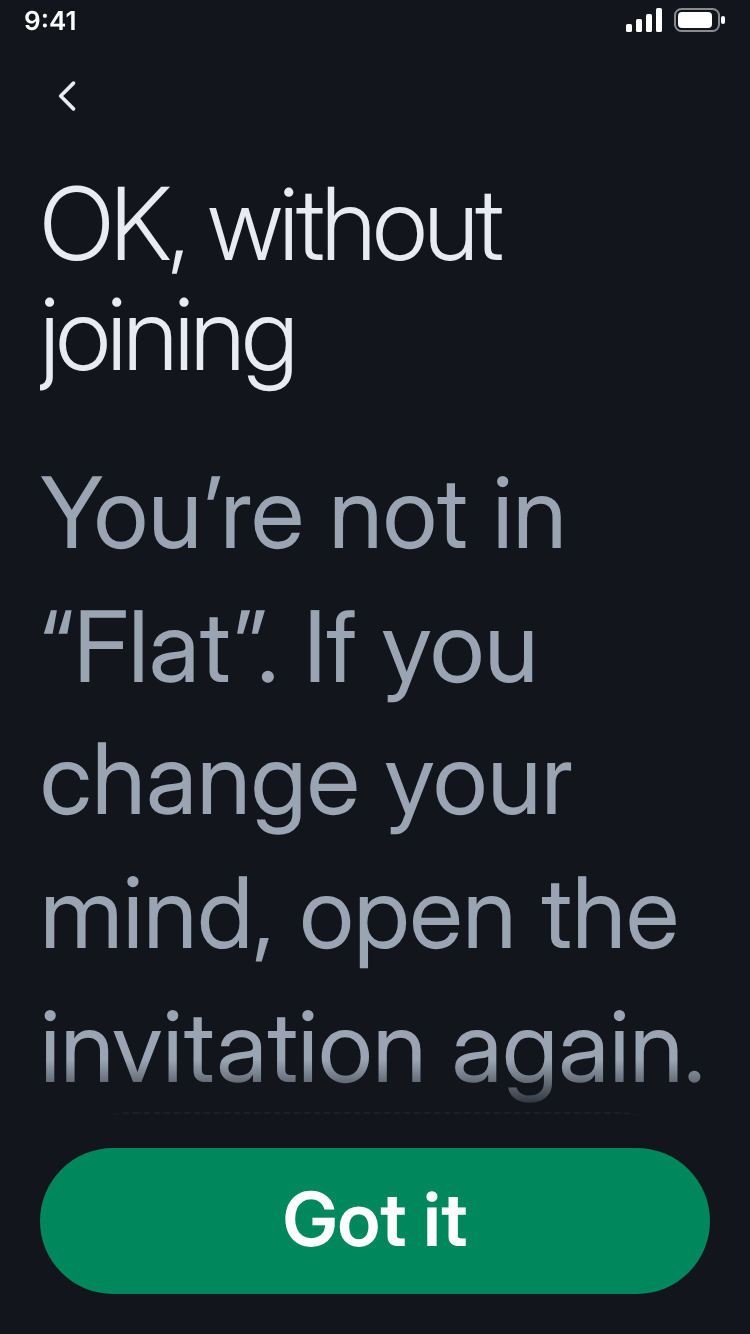 9:41
OK, without
joining
You’re not in
“Flat”. If you
change your
mind, open the
invitation again.
Got it